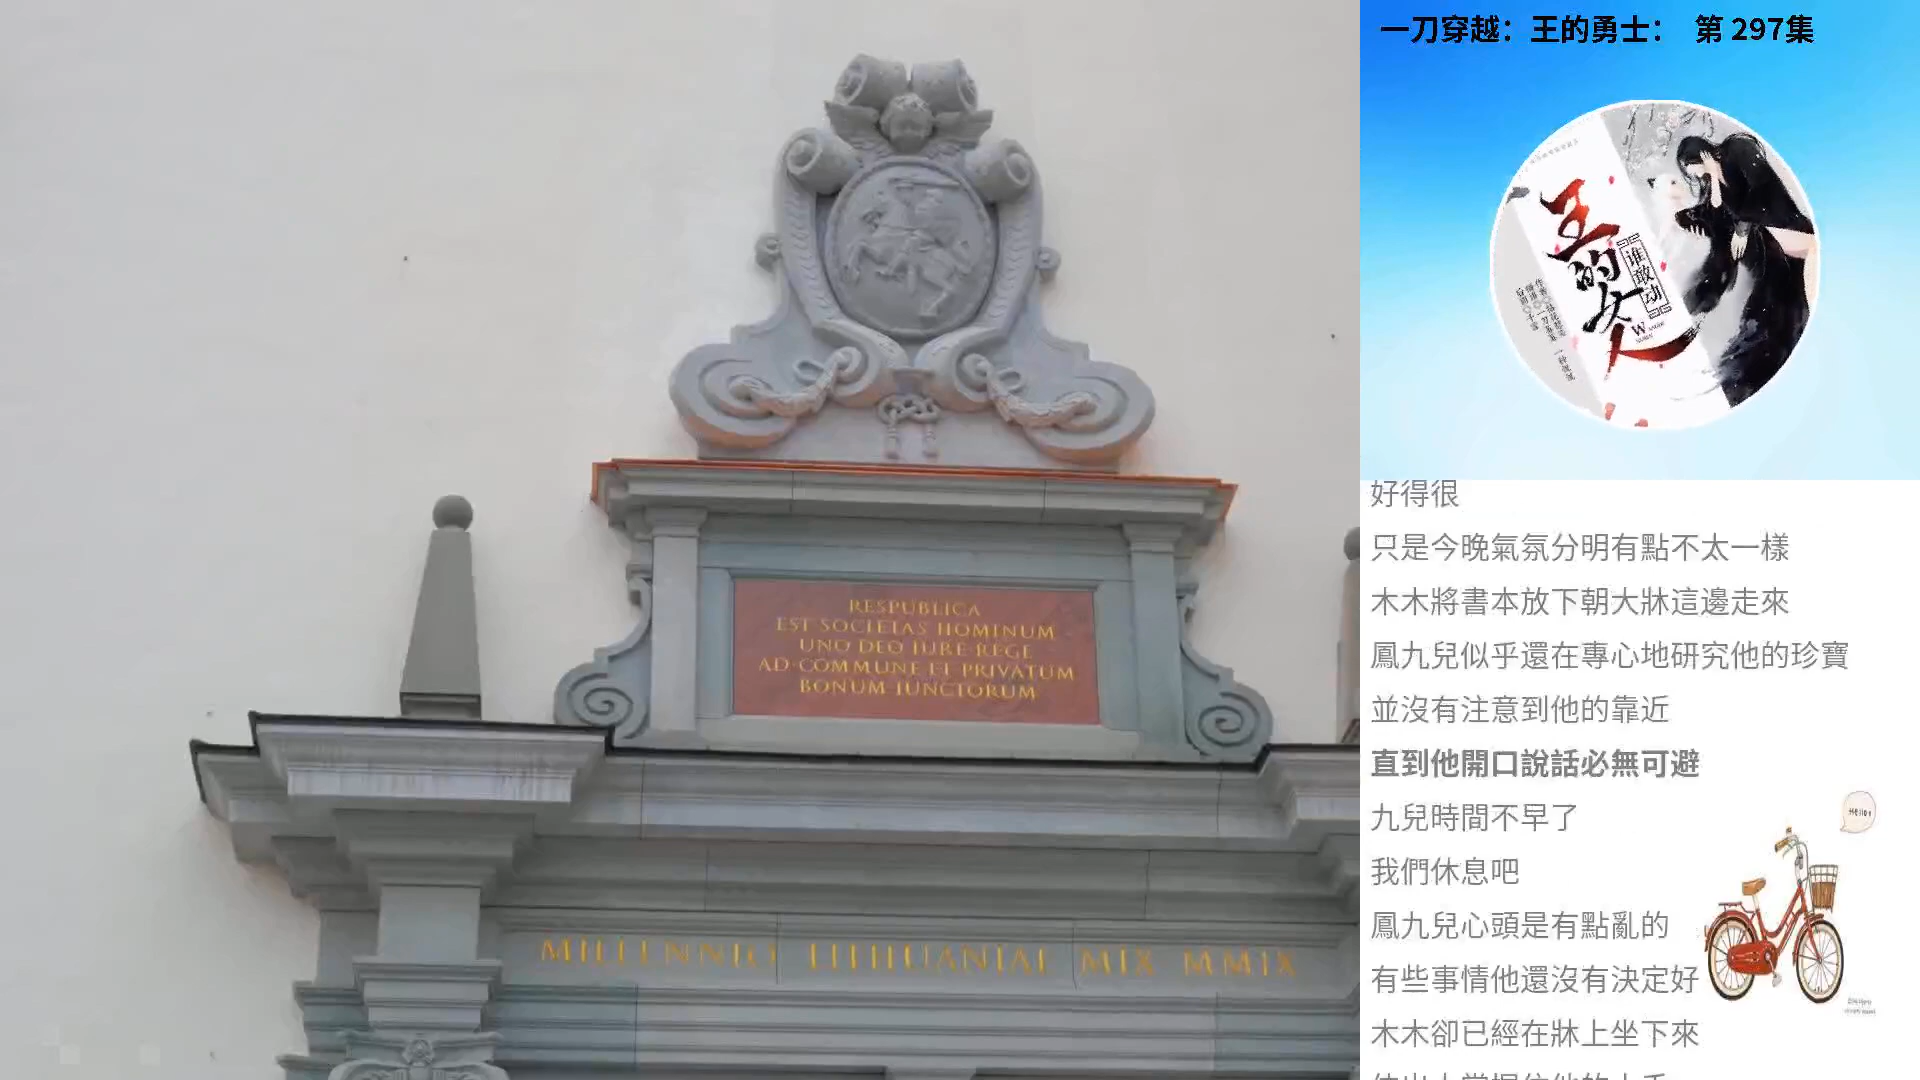 RESPUBLICA
EST SOCIETAS HOMINUM
UNO DEO IURE REGE
AD COMMUNE ET PRIVATUM
BONUM IUNCTORUM
MILLENNIO LITHUANIAE MIX MMIX
一刀穿越：王的勇士： 第 297集
王的女人
谁敢动
好得很
只是今晚氣氛分明有點不太一樣
木木將書本放下朝大牀這邊走來
鳳九兒似乎還在專心地研究他的珍寶
並沒有注意到他的靠近
直到他開口說話必無可避
九兒時間不早了
我們休息吧
鳳九兒心頭是有點亂的
有些事情他還沒有決定好
木木卻已經在牀上坐下來